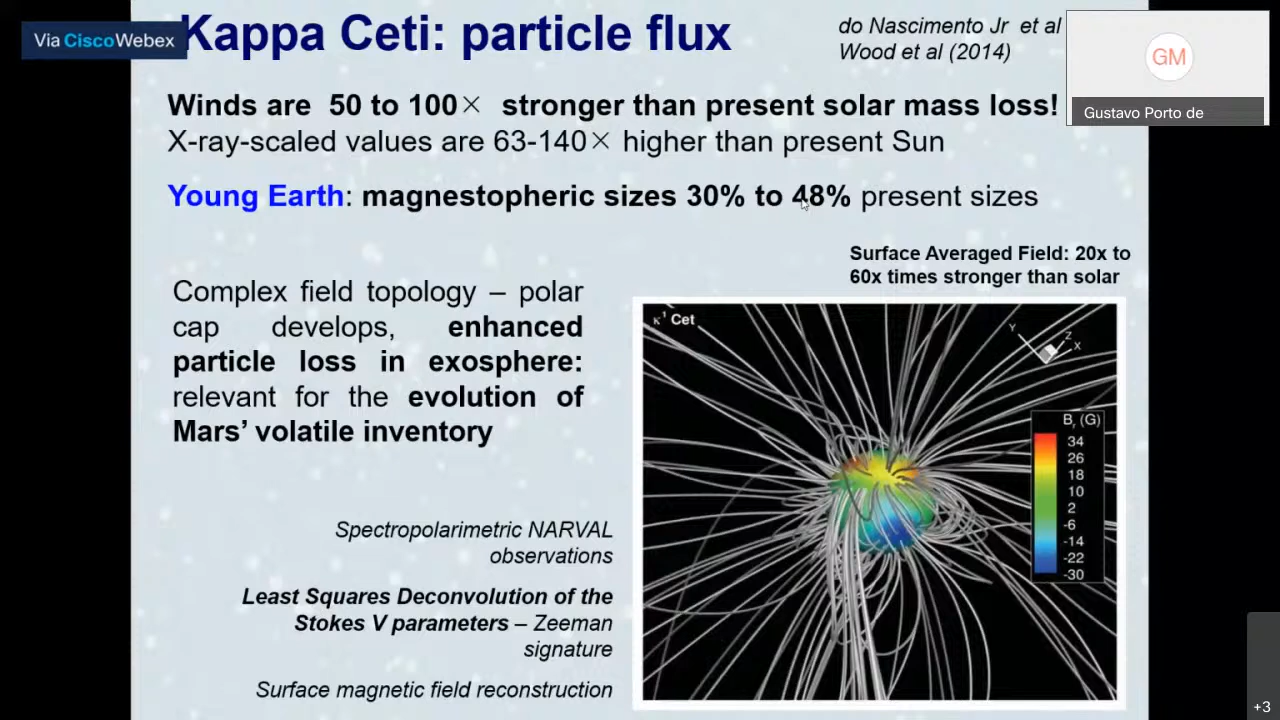 Via Cisco Webex
Kappa Ceti: particle flux
do Nascimento Jr et al
Wood et al (2014)
GM
Gustavo Porto de
Winds are 50 to 100× stronger than present solar mass loss!
X-ray-scaled values are 63-140× higher than present Sun
Young Earth: magnestopheric sizes 30% to 48% present sizes
Surface Averaged Field: 20x to
60x times stronger than solar
Complex field topology – polar
cap develops, enhanced
particle loss in exosphere:
relevant for the evolution of
Mars’ volatile inventory
κ¹ Cet
Y
Z
X
Bᵣ (G)
34
26
18
10
2
-6
-14
-22
-30
Spectropolarimetric NARVAL
observations
Least Squares Deconvolution of the
Stokes V parameters – Zeeman
signature
Surface magnetic field reconstruction
+3